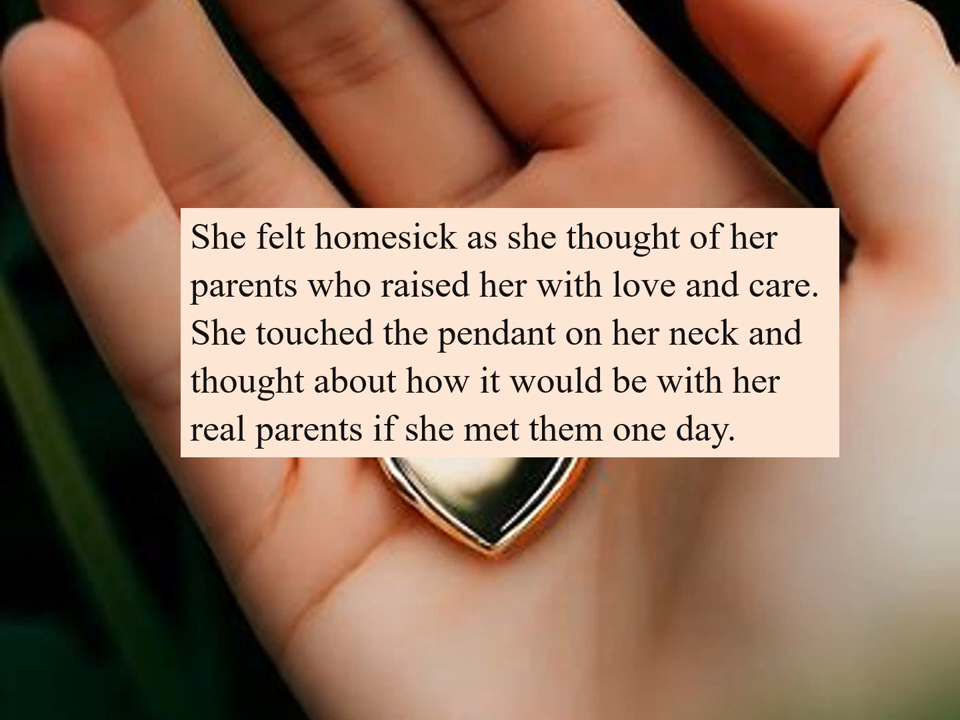 She felt homesick as she thought of her
parents who raised her with love and care.
She touched the pendant on her neck and
thought about how it would be with her
real parents if she met them one day.